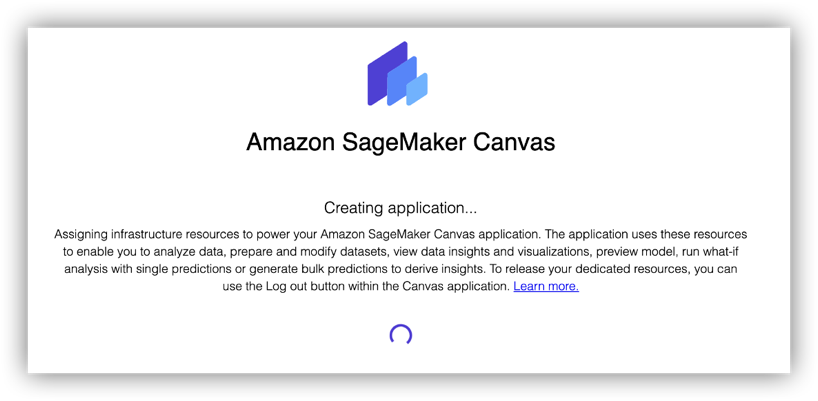 Amazon SageMaker Canvas
Creating application...
Assigning infrastructure resources to power your Amazon SageMaker Canvas application. The application uses these resources
to enable you to analyze data, prepare and modify datasets, view data insights and visualizations, preview model, run what-if
analysis with single predictions or generate bulk predictions to derive insights. To release your dedicated resources, you can
use the Log out button within the Canvas application. Learn more.